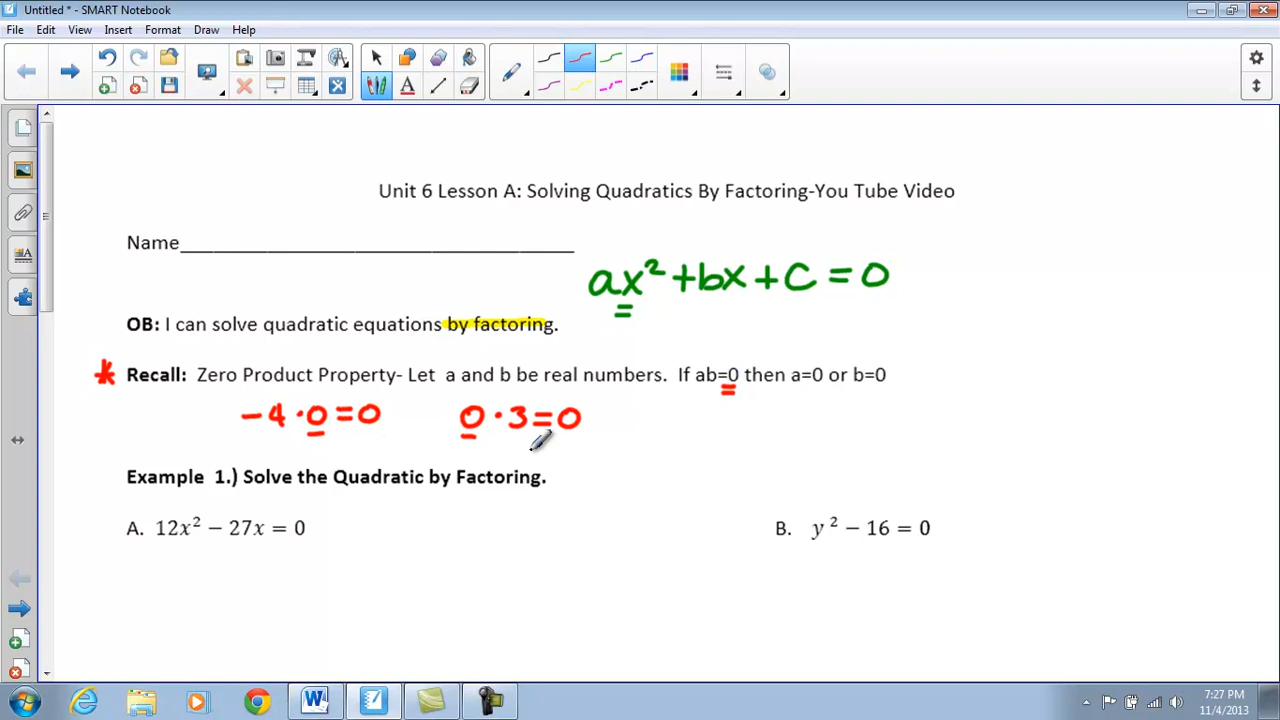 Untitled * - SMART Notebook
File Edit View Insert Format Draw Help
Unit 6 Lesson A: Solving Quadratics By Factoring-You Tube Video
Name___________________________________
ax² + bx + c = 0
OB: I can solve quadratic equations by factoring.
* Recall: Zero Product Property- Let a and b be real numbers. If ab=0 then a=0 or b=0
-4 · 0 = 0 0 · 3 = 0
Example 1.) Solve the Quadratic by Factoring.
A. 12x² − 27x = 0 B. y² − 16 = 0
7:27 PM
11/4/2013